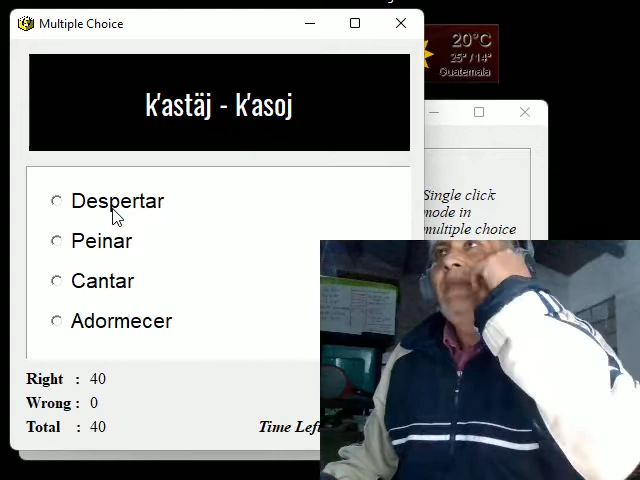 Multiple Choice
20°C
25° / 14°
Guatemala
k'astäj - k'asoj
Single click
mode in
multiple choice
Despertar
Peinar
Cantar
Adormecer
Right : 40
Wrong : 0
Total : 40
Time Left